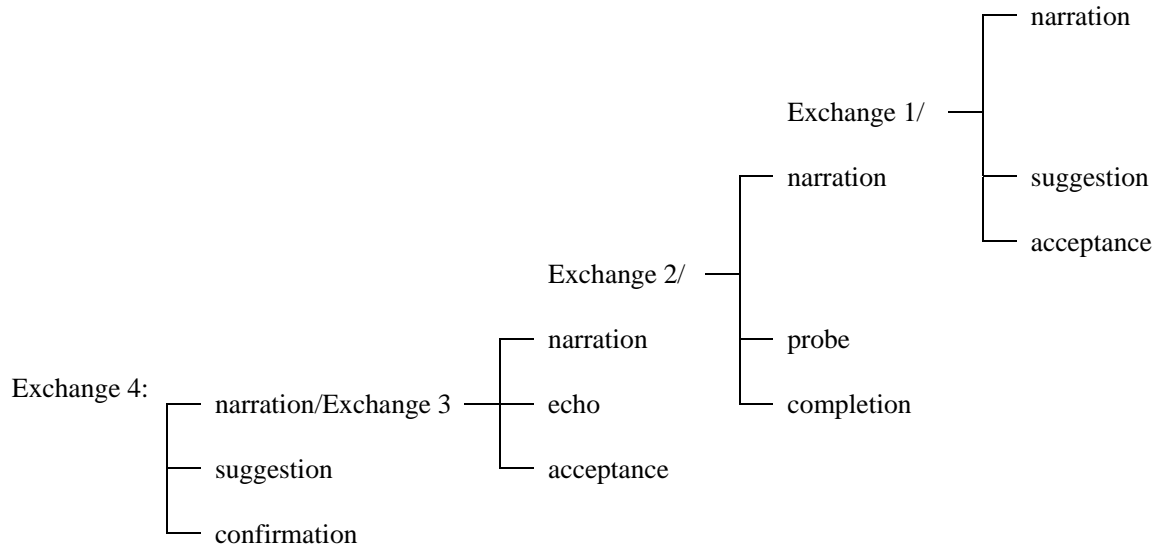 narration
Exchange 1/
narration
suggestion
acceptance
Exchange 2/
narration
probe
Exchange 4:
narration/Exchange 3
echo
completion
suggestion
acceptance
confirmation